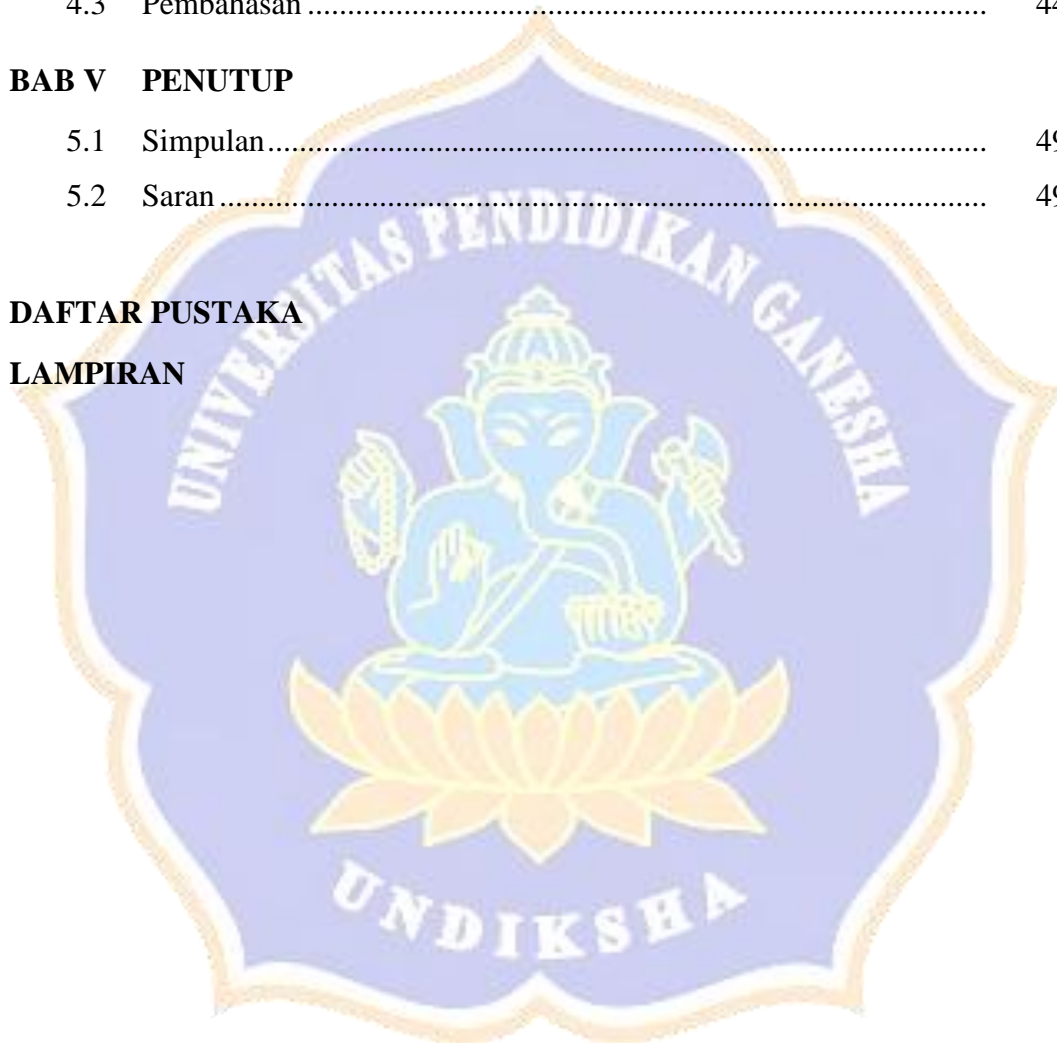 4.3 Pembahasan ........................................................................................ 44
BAB V PENUTUP
5.1 Simpulan .......................................................................................... 49
5.2 Saran ................................................................................................ 49
UNIVERSITAS PENDIDIKAN GANESHA
DAFTAR PUSTAKA
LAMPIRAN
UNDIKSHA